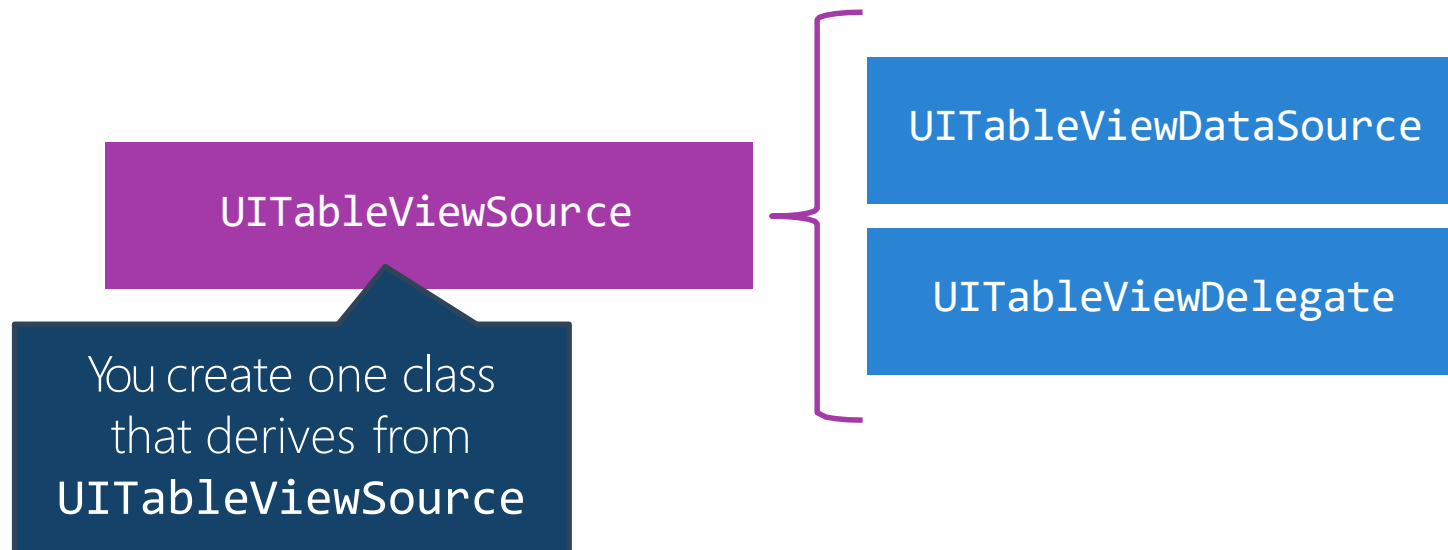 UITableViewDataSource
UITableViewSource
UITableViewDelegate
You create one class
that derives from
UITableViewSource